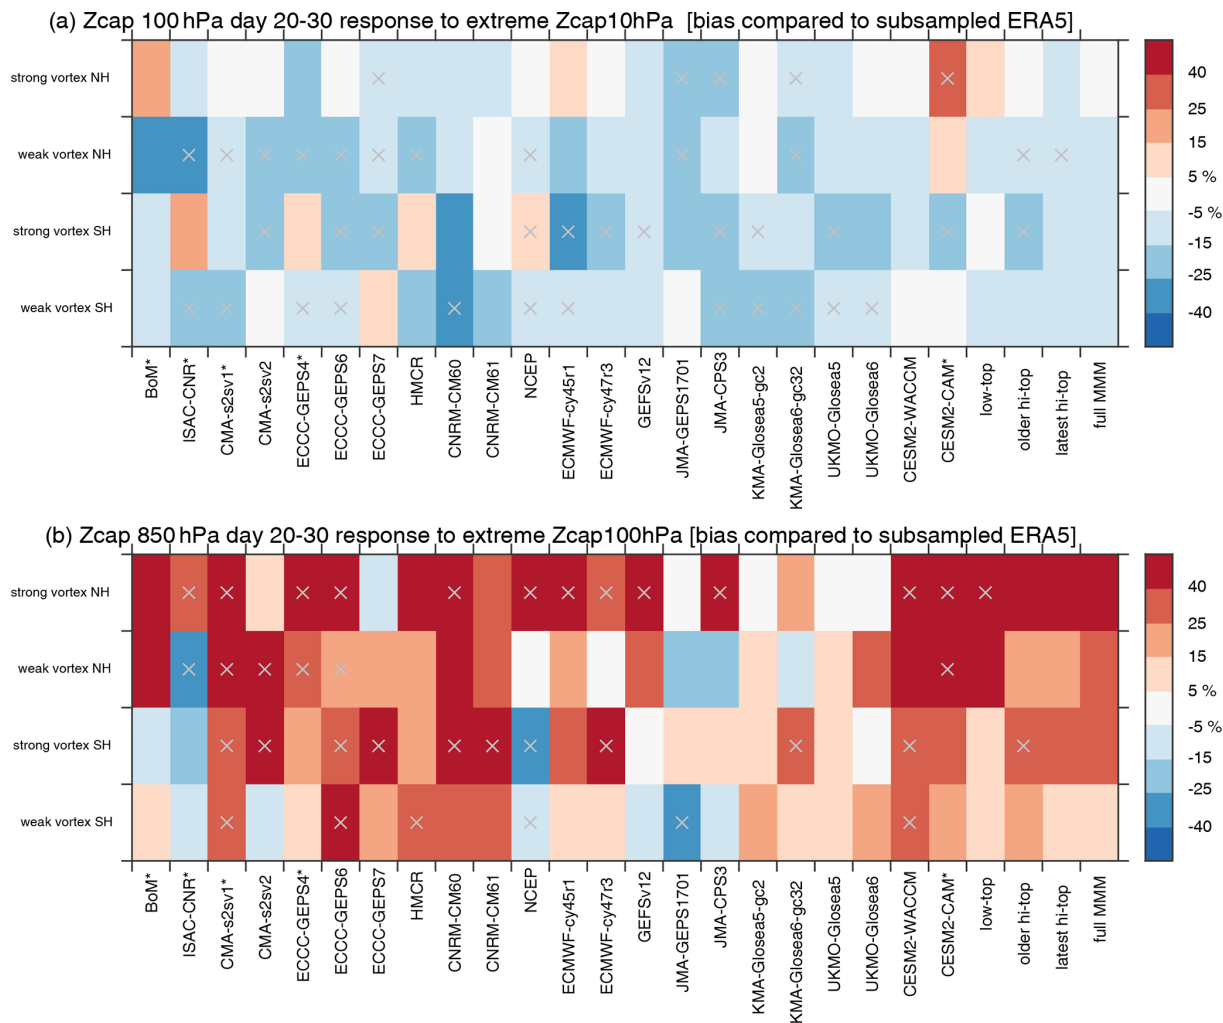 (a) Zcap 100 hPa day 20-30 response to extreme Zcap10hPa [bias compared to subsampled ERA5]
strong vortex NH
weak vortex NH
strong vortex SH
weak vortex SH
40
25
15
5 %
-5 %
-15
-25
-40
BoM*
ISAC-CNR*
CMA-s2sv1*
CMA-s2sv2
ECCC-GEPS4*
ECCC-GEPS6
ECCC-GEPS7
HMCR
CNRM-CM60
CNRM-CM61
NCEP
ECMWF-cy45r1
ECMWF-cy47r3
GEFSv12
JMA-GEPS1701
JMA-CPS3
KMA-Glosea5-gc2
KMA-Glosea6-gc32
UKMO-Glosea5
UKMO-Glosea6
CESM2-WACCM
CESM2-CAM*
low-top
older hi-top
latest hi-top
full MMM
(b) Zcap 850 hPa day 20-30 response to extreme Zcap100hPa [bias compared to subsampled ERA5]
strong vortex NH
weak vortex NH
strong vortex SH
weak vortex SH
40
25
15
5 %
-5 %
-15
-25
-40
BoM*
ISAC-CNR*
CMA-s2sv1*
CMA-s2sv2
ECCC-GEPS4*
ECCC-GEPS6
ECCC-GEPS7
HMCR
CNRM-CM60
CNRM-CM61
NCEP
ECMWF-cy45r1
ECMWF-cy47r3
GEFSv12
JMA-GEPS1701
JMA-CPS3
KMA-Glosea5-gc2
KMA-Glosea6-gc32
UKMO-Glosea5
UKMO-Glosea6
CESM2-WACCM
CESM2-CAM*
low-top
older hi-top
latest hi-top
full MMM